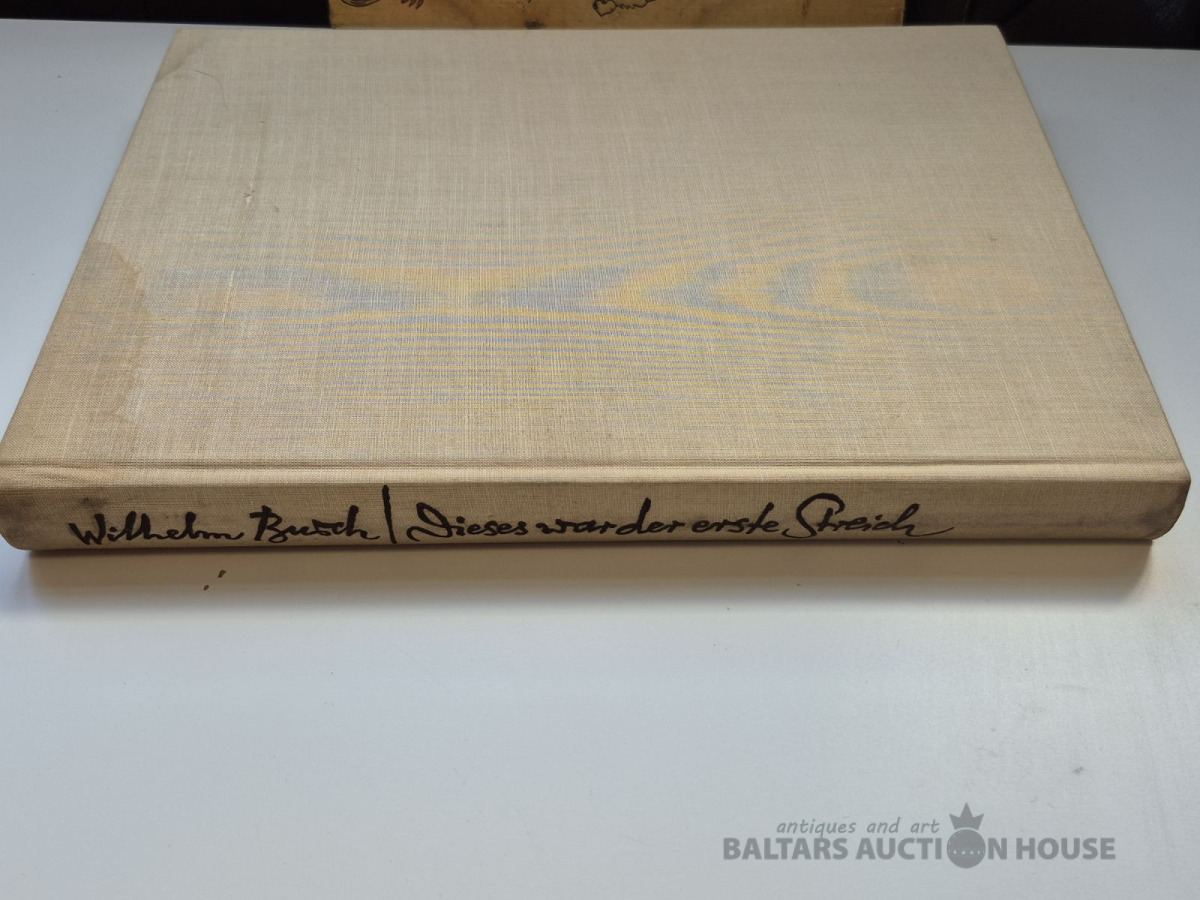 Wilhelm Busch | Dieses war der erste Streich
antiques and art
BALTARS AUCTION HOUSE